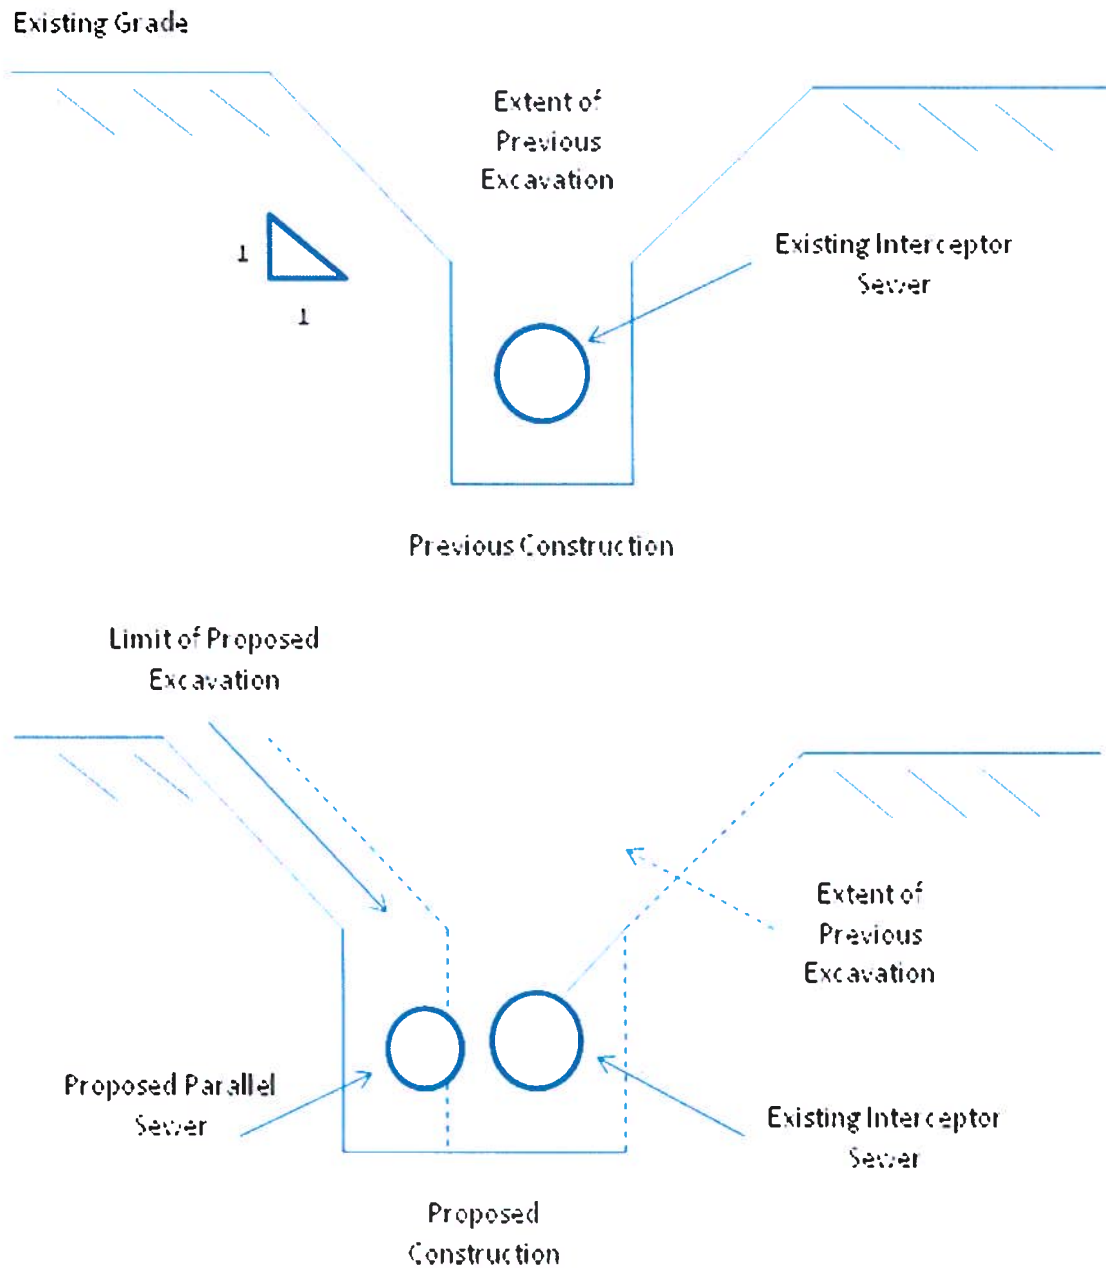 Existing Grade
Extent of
Previous
Excavation
Existing Interceptor
Sewer
1
1
Previous Construction
Limit of Proposed
Excavation
Extent of
Previous
Excavation
Proposed Parallel
Sewer
Existing Interceptor
Sewer
Proposed
Construction